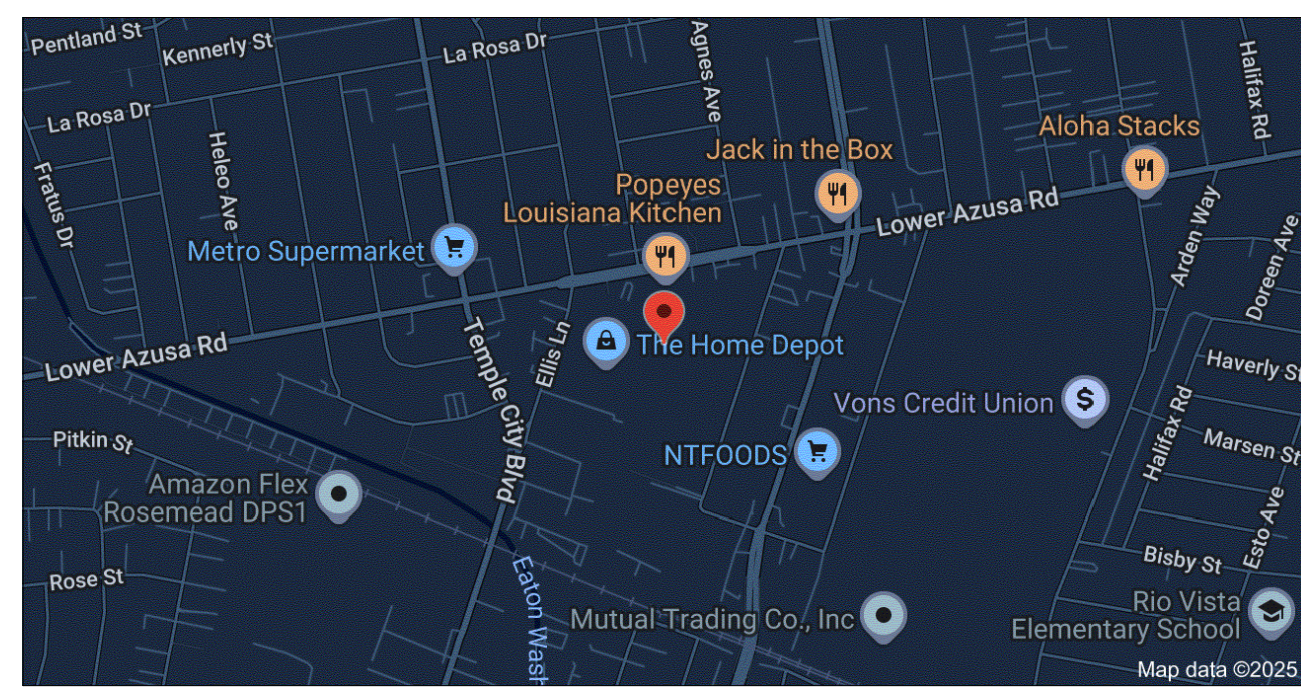 Pentland St
Kennerly St
La Rosa Dr
Agnes Ave
Halifax Rd
La Rosa Dr
Heleo Ave
Fratus Dr
Aloha Stacks
Jack in the Box
Popeyes
Louisiana Kitchen
Lower Azusa Rd
Arden Way
Doreen Ave
Metro Supermarket
Lower Azusa Rd
Temple City Blvd
Ellis Ln
The Home Depot
Haverly St
Vons Credit Union
Halifax Rd
Marsen St
Pitkin St
NTFOODS
Amazon Flex
Rosemead DPS1
Esto Ave
Bisby St
Rose St
Eaton Wash
Mutual Trading Co., Inc
Rio Vista
Elementary School
Map data ©2025